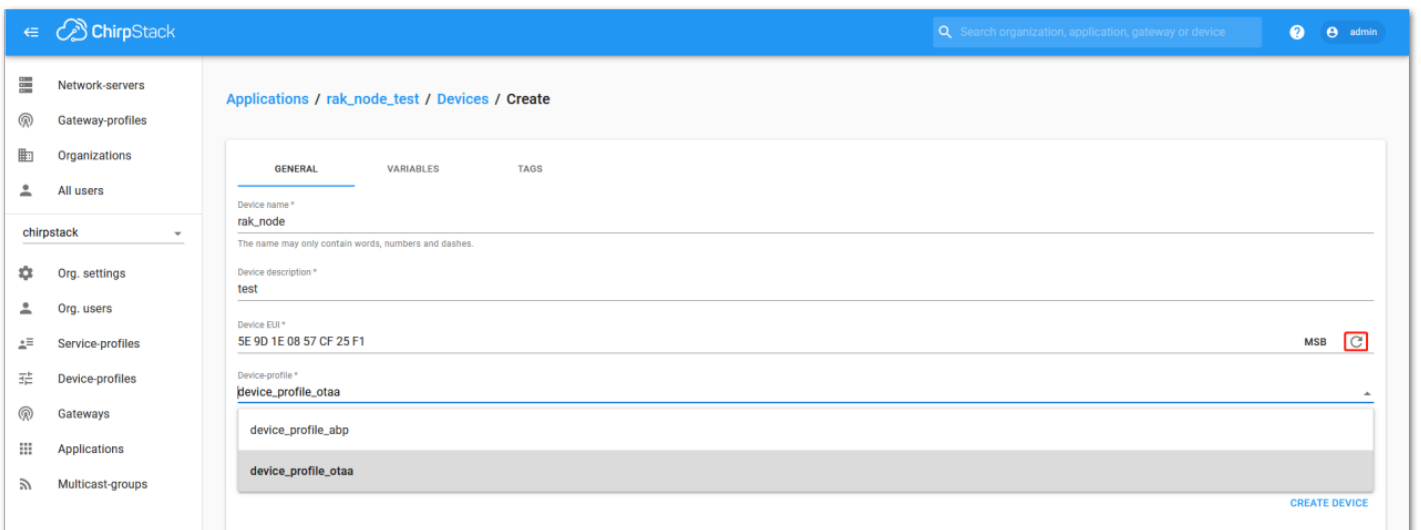 ChirpStack
Search organization, application, gateway or device
?
admin
Network-servers
Gateway-profiles
Organizations
All users
chirpstack
Org. settings
Org. users
Service-profiles
Device-profiles
Gateways
Applications
Multicast-groups
Applications / rak_node_test / Devices / Create
GENERAL VARIABLES TAGS
Device name *
rak_node
The name may only contain words, numbers and dashes.
Device description *
test
Device EUI *
5E 9D 1E 08 57 CF 25 F1 MSB
Device-profile *
device_profile_otaa
device_profile_abp
device_profile_otaa
CREATE DEVICE